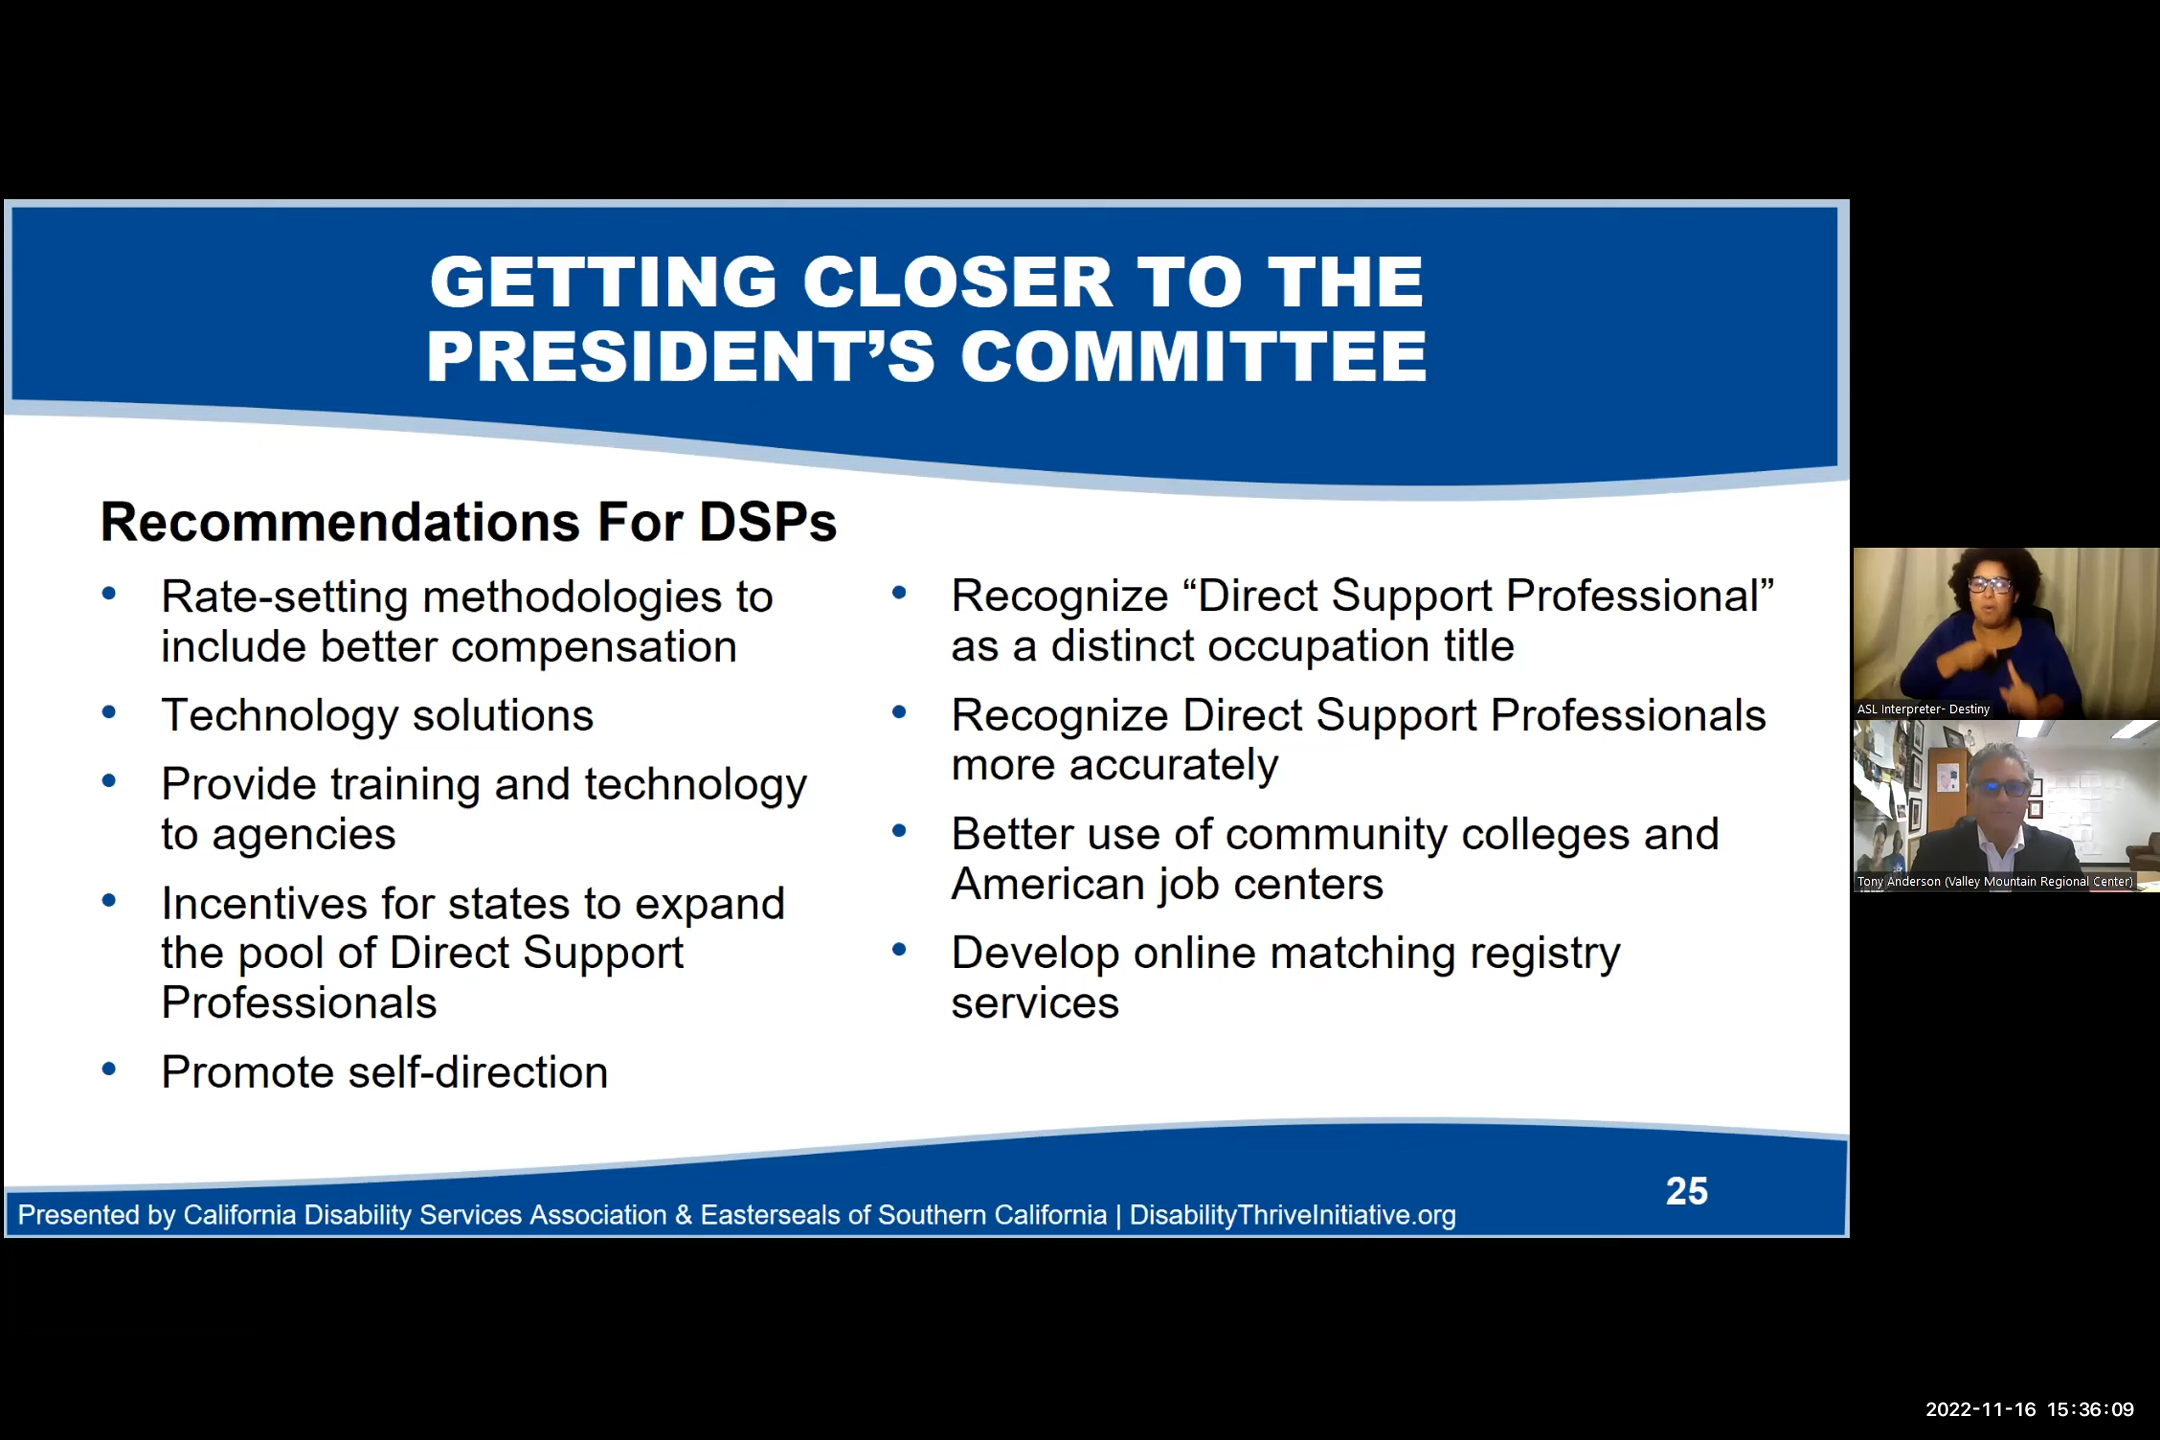 GETTING CLOSER TO THE
PRESIDENT’S COMMITTEE
Recommendations For DSPs
• Rate-setting methodologies to
include better compensation
• Technology solutions
• Provide training and technology
to agencies
• Incentives for states to expand
the pool of Direct Support
Professionals
• Promote self-direction
• Recognize “Direct Support Professional”
as a distinct occupation title
• Recognize Direct Support Professionals
more accurately
• Better use of community colleges and
American job centers
• Develop online matching registry
services
25
Presented by California Disability Services Association & Easterseals of Southern California | DisabilityThriveInitiative.org
ASL Interpreter- Destiny
Tony Anderson (Valley Mountain Regional Center)
2022-11-16 15:36:09